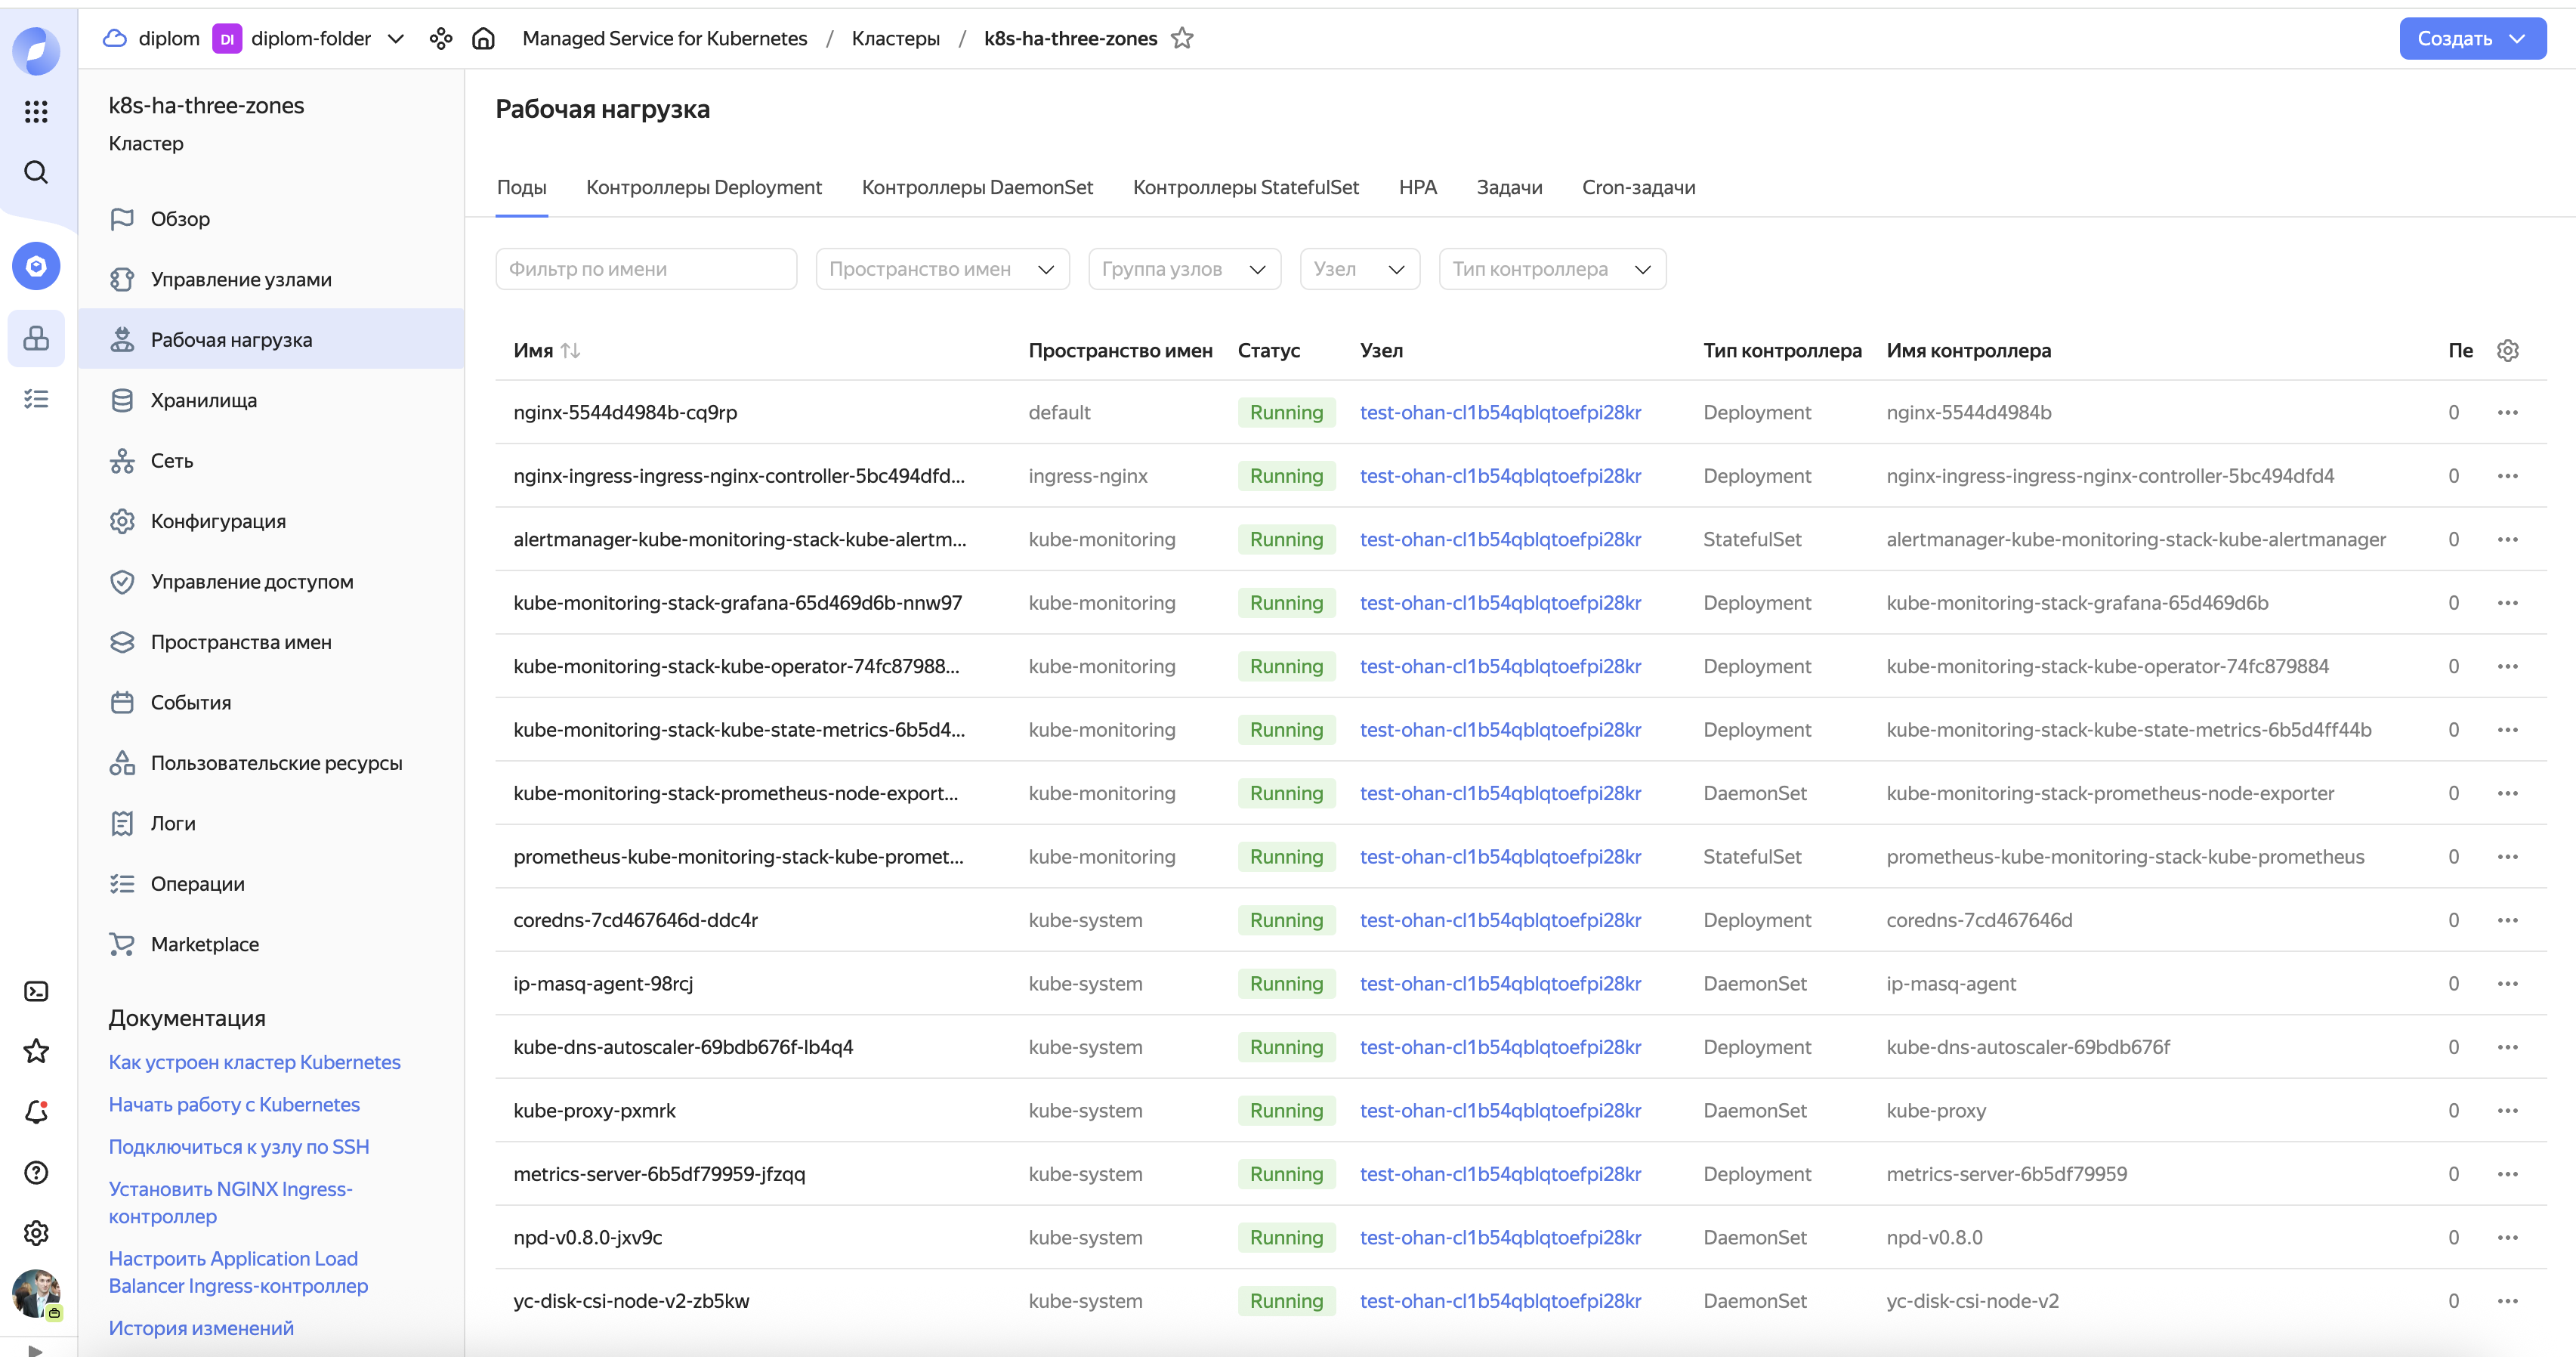 diplom DI diplom-folder Managed Service for Kubernetes / Кластеры / k8s-ha-three-zones Создать
k8s-ha-three-zones
Кластер
Обзор
Управление узлами
Рабочая нагрузка
Хранилища
Сеть
Конфигурация
Управление доступом
Пространства имен
События
Пользовательские ресурсы
Логи
Операции
Marketplace
Документация
Как устроен кластер Kubernetes
Начать работу с Kubernetes
Подключиться к узлу по SSH
Установить NGINX Ingress-
контроллер
Настроить Application Load
Balancer Ingress-контроллер
История изменений
Рабочая нагрузка
Поды Контроллеры Deployment Контроллеры DaemonSet Контроллеры StatefulSet HPA Задачи Cron-задачи
Фильтр по имени Пространство имен Группа узлов Узел Тип контроллера
Имя Пространство имен Статус Узел Тип контроллера Имя контроллера Пе
nginx-5544d4984b-cq9rp default Running test-ohan-cl1b54qblqtoefpi28kr Deployment nginx-5544d4984b 0
nginx-ingress-ingress-nginx-controller-5bc494dfd... ingress-nginx Running test-ohan-cl1b54qblqtoefpi28kr Deployment nginx-ingress-ingress-nginx-controller-5bc494dfd4 0
alertmanager-kube-monitoring-stack-kube-alertm... kube-monitoring Running test-ohan-cl1b54qblqtoefpi28kr StatefulSet alertmanager-kube-monitoring-stack-kube-alertmanager 0
kube-monitoring-stack-grafana-65d469d6b-nnw97 kube-monitoring Running test-ohan-cl1b54qblqtoefpi28kr Deployment kube-monitoring-stack-grafana-65d469d6b 0
kube-monitoring-stack-kube-operator-74fc87988... kube-monitoring Running test-ohan-cl1b54qblqtoefpi28kr Deployment kube-monitoring-stack-kube-operator-74fc879884 0
kube-monitoring-stack-kube-state-metrics-6b5d4... kube-monitoring Running test-ohan-cl1b54qblqtoefpi28kr Deployment kube-monitoring-stack-kube-state-metrics-6b5d4ff44b 0
kube-monitoring-stack-prometheus-node-export... kube-monitoring Running test-ohan-cl1b54qblqtoefpi28kr DaemonSet kube-monitoring-stack-prometheus-node-exporter 0
prometheus-kube-monitoring-stack-kube-promet... kube-monitoring Running test-ohan-cl1b54qblqtoefpi28kr StatefulSet prometheus-kube-monitoring-stack-kube-prometheus 0
coredns-7cd467646d-ddc4r kube-system Running test-ohan-cl1b54qblqtoefpi28kr Deployment coredns-7cd467646d 0
ip-masq-agent-98rcj kube-system Running test-ohan-cl1b54qblqtoefpi28kr DaemonSet ip-masq-agent 0
kube-dns-autoscaler-69bdb676f-lb4q4 kube-system Running test-ohan-cl1b54qblqtoefpi28kr Deployment kube-dns-autoscaler-69bdb676f 0
kube-proxy-pxmrk kube-system Running test-ohan-cl1b54qblqtoefpi28kr DaemonSet kube-proxy 0
metrics-server-6b5df79959-jfzqq kube-system Running test-ohan-cl1b54qblqtoefpi28kr Deployment metrics-server-6b5df79959 0
npd-v0.8.0-jxv9c kube-system Running test-ohan-cl1b54qblqtoefpi28kr DaemonSet npd-v0.8.0 0
yc-disk-csi-node-v2-zb5kw kube-system Running test-ohan-cl1b54qblqtoefpi28kr DaemonSet yc-disk-csi-node-v2 0